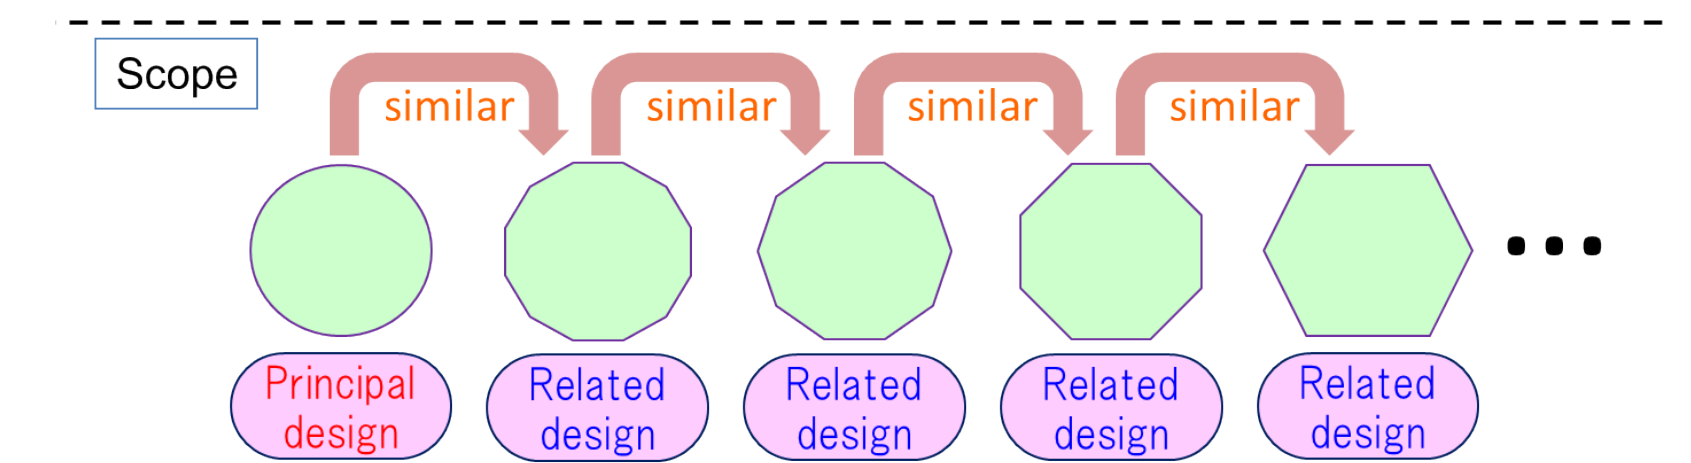 Scope
similar
similar
similar
similar
Principal
design
Related
design
Related
design
Related
design
Related
design